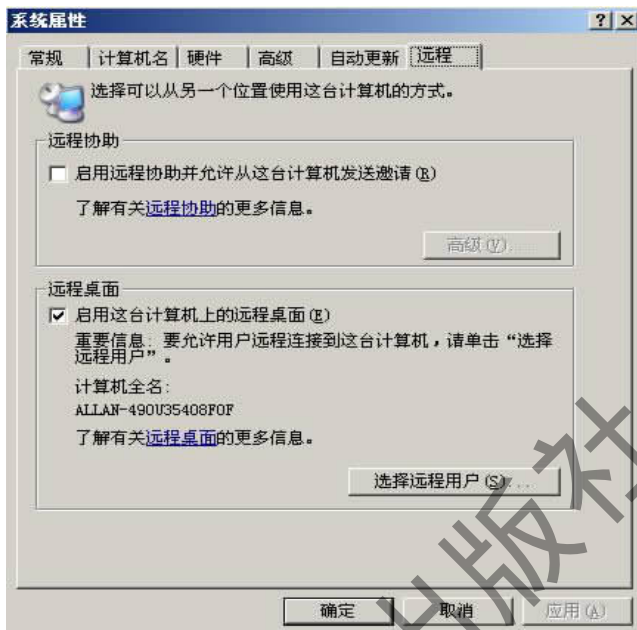 系统属性
常规 计算机名 硬件 高级 自动更新 远程
选择可以从另一个位置使用这台计算机的方式。
远程协助
启用远程协助并允许从这台计算机发送邀请(R)
了解有关远程协助的更多信息。
高级(V)...
远程桌面
启用这台计算机上的远程桌面(E)
重要信息: 要允许用户远程连接到这台计算机，请单击“选择
远程用户”。
计算机全名:
ALLAN-490U35408F0F
了解有关远程桌面的更多信息。
选择远程用户(S)...
确定 取消 应用(A)
出版社